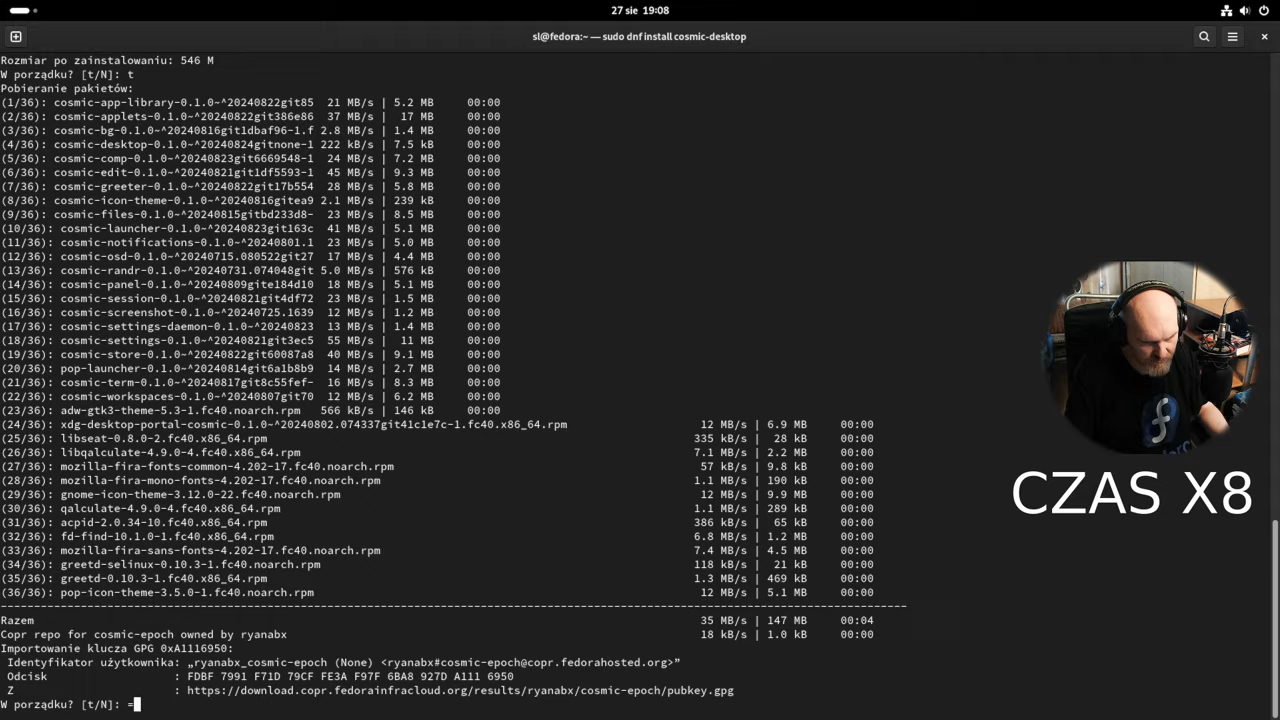 27 sie 19:08
sl@fedora:~ — sudo dnf install cosmic-desktop
Rozmiar po zainstalowaniu: 546 M
W porządku? [t/N]: t
Pobieranie pakietów:
(1/36): cosmic-app-library-0.1.0~^20240822git85  21 MB/s | 5.2 MB     00:00
(2/36): cosmic-applets-0.1.0~^20240822git386e86  37 MB/s |  17 MB     00:00
(3/36): cosmic-bg-0.1.0~^20240816git1dbaf96-1.f 2.8 MB/s | 1.4 MB     00:00
(4/36): cosmic-desktop-0.1.0~^20240824gitnone-1 222 kB/s | 7.5 kB     00:00
(5/36): cosmic-comp-0.1.0~^20240823git6669548-1  24 MB/s | 7.2 MB     00:00
(6/36): cosmic-edit-0.1.0~^20240821git1df5593-1  45 MB/s | 9.3 MB     00:00
(7/36): cosmic-greeter-0.1.0~^20240822git17b554  28 MB/s | 5.8 MB     00:00
(8/36): cosmic-icon-theme-0.1.0~^20240816gitea9 2.1 MB/s | 239 kB     00:00
(9/36): cosmic-files-0.1.0~^20240815gitbd233d8-  23 MB/s | 8.5 MB     00:00
(10/36): cosmic-launcher-0.1.0~^20240823git163c  41 MB/s | 5.1 MB     00:00
(11/36): cosmic-notifications-0.1.0~^20240801.1  23 MB/s | 5.0 MB     00:00
(12/36): cosmic-osd-0.1.0~^20240715.080522git27  17 MB/s | 4.4 MB     00:00
(13/36): cosmic-randr-0.1.0~^20240731.074048git 5.0 MB/s | 576 kB     00:00
(14/36): cosmic-panel-0.1.0~^20240809gite184d10  18 MB/s | 5.1 MB     00:00
(15/36): cosmic-session-0.1.0~^20240821git4df72  23 MB/s | 1.5 MB     00:00
(16/36): cosmic-screenshot-0.1.0~^20240725.1639  12 MB/s | 1.2 MB     00:00
(17/36): cosmic-settings-daemon-0.1.0~^20240823  13 MB/s | 1.4 MB     00:00
(18/36): cosmic-settings-0.1.0~^20240821git3ec5  55 MB/s |  11 MB     00:00
(19/36): cosmic-store-0.1.0~^20240822git60087a8  40 MB/s | 9.1 MB     00:00
(20/36): pop-launcher-0.1.0~^20240814git6a1b8b9  14 MB/s | 2.7 MB     00:00
(21/36): cosmic-term-0.1.0~^20240817git8c55fef-  16 MB/s | 8.3 MB     00:00
(22/36): cosmic-workspaces-0.1.0~^20240807git70  12 MB/s | 6.2 MB     00:00
(23/36): adw-gtk3-theme-5.3-1.fc40.noarch.rpm   566 kB/s | 146 kB     00:00
(24/36): xdg-desktop-portal-cosmic-0.1.0~^20240802.074337git41c1e7c-1.fc40.x86_64.rpm  12 MB/s | 6.9 MB     00:00
(25/36): libseat-0.8.0-2.fc40.x86_64.rpm  335 kB/s |  28 kB     00:00
(26/36): libqalculate-4.9.0-4.fc40.x86_64.rpm  7.1 MB/s | 2.2 MB     00:00
(27/36): mozilla-fira-fonts-common-4.202-17.fc40.noarch.rpm  57 kB/s | 9.8 kB     00:00
(28/36): mozilla-fira-mono-fonts-4.202-17.fc40.noarch.rpm  1.1 MB/s | 190 kB     00:00
(29/36): gnome-icon-theme-3.12.0-22.fc40.noarch.rpm  12 MB/s | 9.9 MB     00:00
(30/36): qalculate-4.9.0-4.fc40.x86_64.rpm  1.1 MB/s | 289 kB     00:00
(31/36): acpid-2.0.34-10.fc40.x86_64.rpm  386 kB/s |  65 kB     00:00
(32/36): fd-find-10.1.0-1.fc40.x86_64.rpm  6.8 MB/s | 1.2 MB     00:00
(33/36): mozilla-fira-sans-fonts-4.202-17.fc40.noarch.rpm  7.4 MB/s | 4.5 MB     00:00
(34/36): greetd-selinux-0.10.3-1.fc40.x86_64.rpm  118 kB/s |  21 kB     00:00
(35/36): greetd-0.10.3-1.fc40.x86_64.rpm  1.3 MB/s | 469 kB     00:00
(36/36): pop-icon-theme-3.5.0-1.fc40.noarch.rpm  12 MB/s | 5.1 MB     00:00
Razem  35 MB/s | 147 MB     00:04
Copr repo for cosmic-epoch owned by ryanabx  18 kB/s | 1.0 kB     00:00
Importowanie klucza GPG 0xA1116950:
Identyfikator użytkownika: „ryanabx_cosmic-epoch (None) <ryanabx#cosmic-epoch@copr.fedorahosted.org>”
Odcisk : FDBF 7991 F71D 79CF FE3A F97F 6BA8 927D A111 6950
Z : https://download.copr.fedorainfracloud.org/results/ryanabx/cosmic-epoch/pubkey.gpg
W porządku? [t/N]: =
CZAS X8